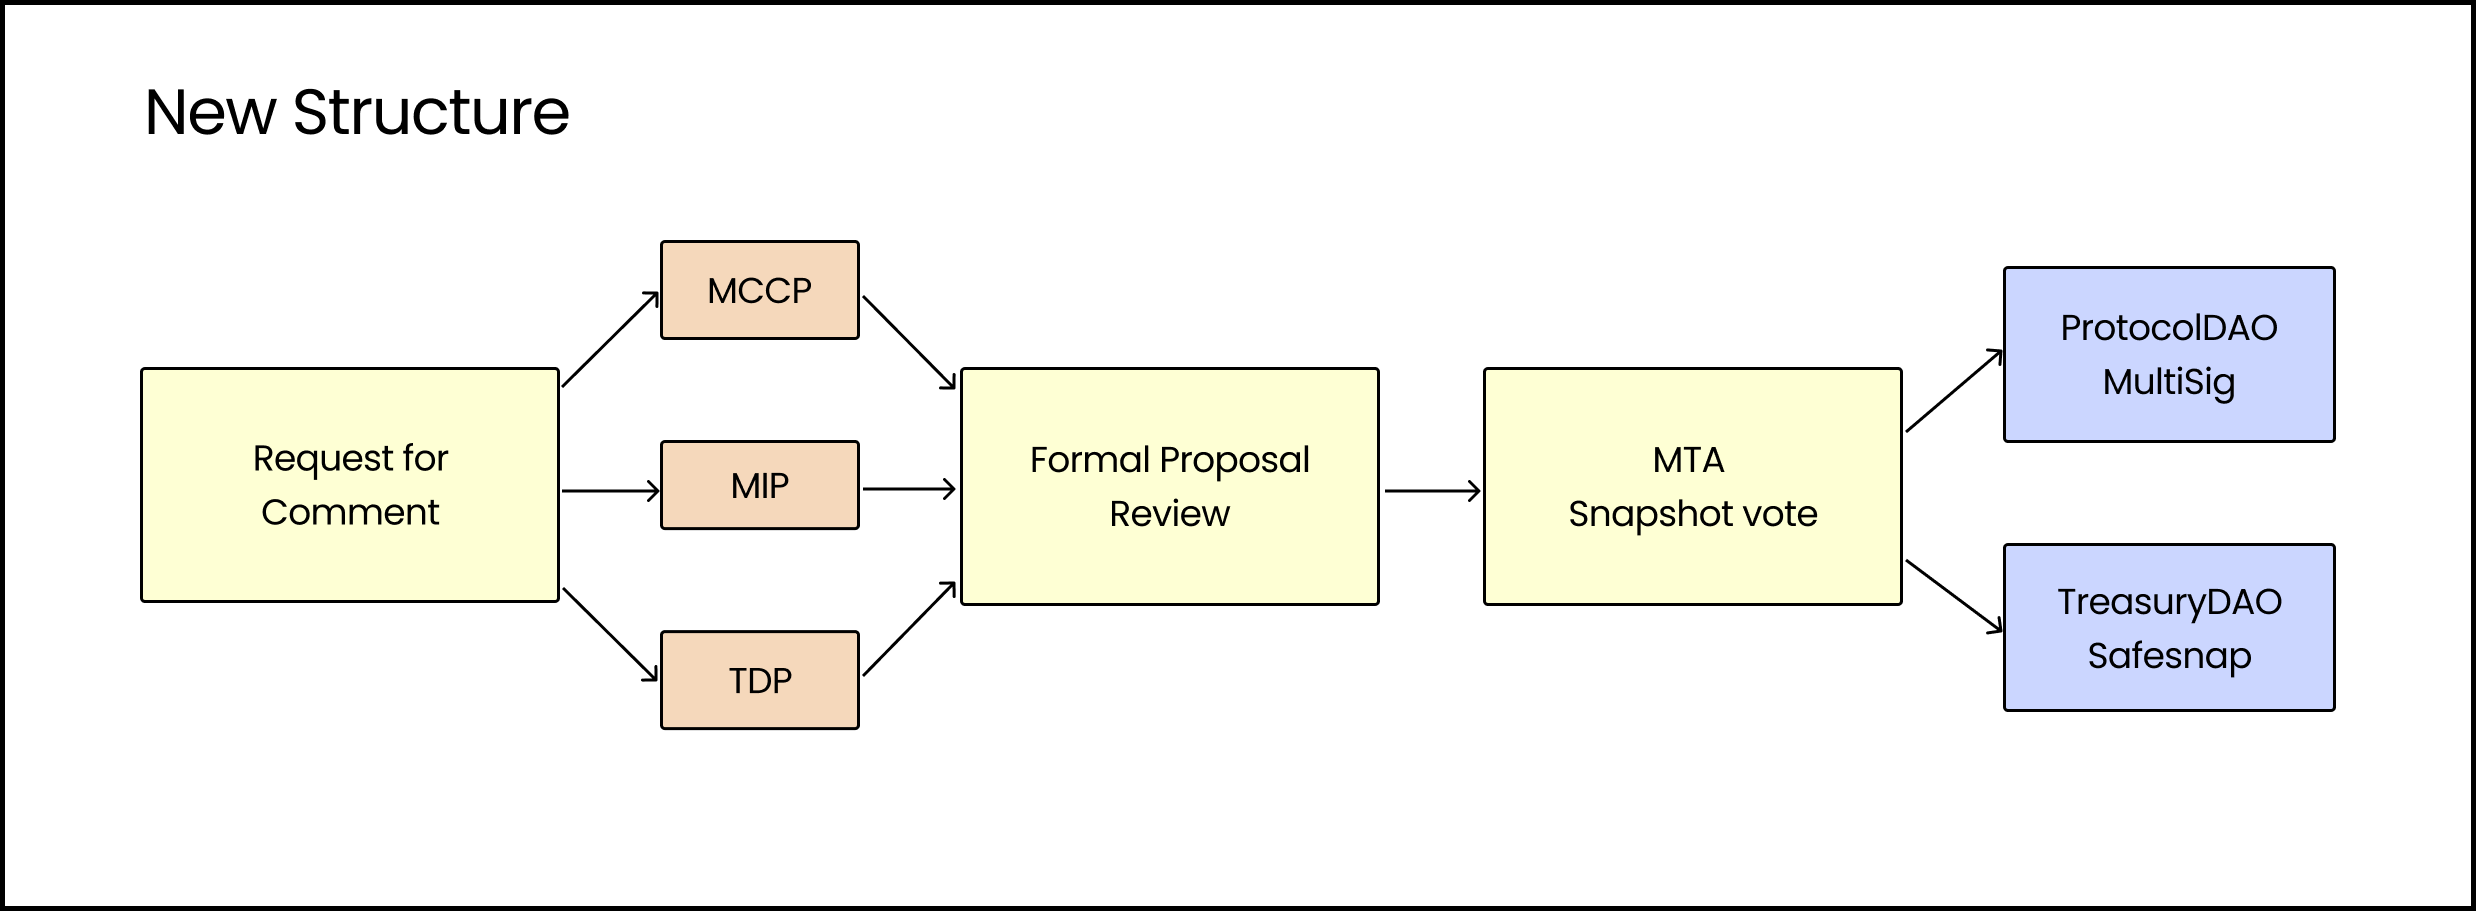 New Structure
Request for
Comment
MCCP
MIP
TDP
Formal Proposal
Review
MTA
Snapshot vote
ProtocolDAO
MultiSig
TreasuryDAO
Safesnap